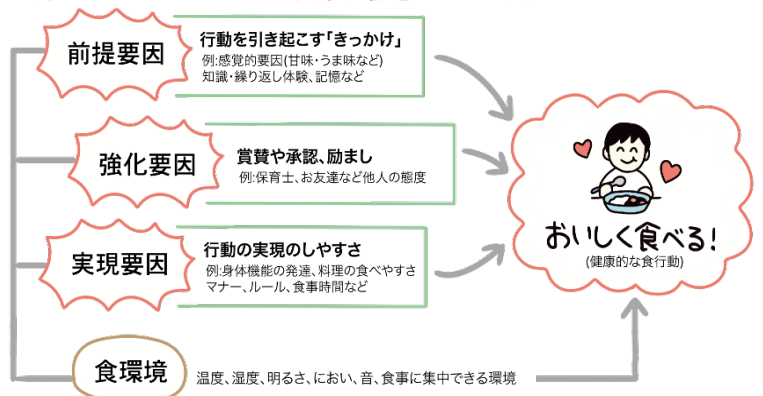 前提要因
行動を引き起こす「きっかけ」
例:感覚的要因(甘味・うま味など)
知識・繰り返し体験、記憶など
強化要因
賞賛や承認、励まし
例:保育士、お友達など他人の態度
実現要因
行動の実現のしやすさ
例:身体機能の発達、料理の食べやすさ
マナー、ルール、食事時間など
食環境
温度、湿度、明るさ、におい、音、食事に集中できる環境
おいしく食べる!
(健康的な食行動)